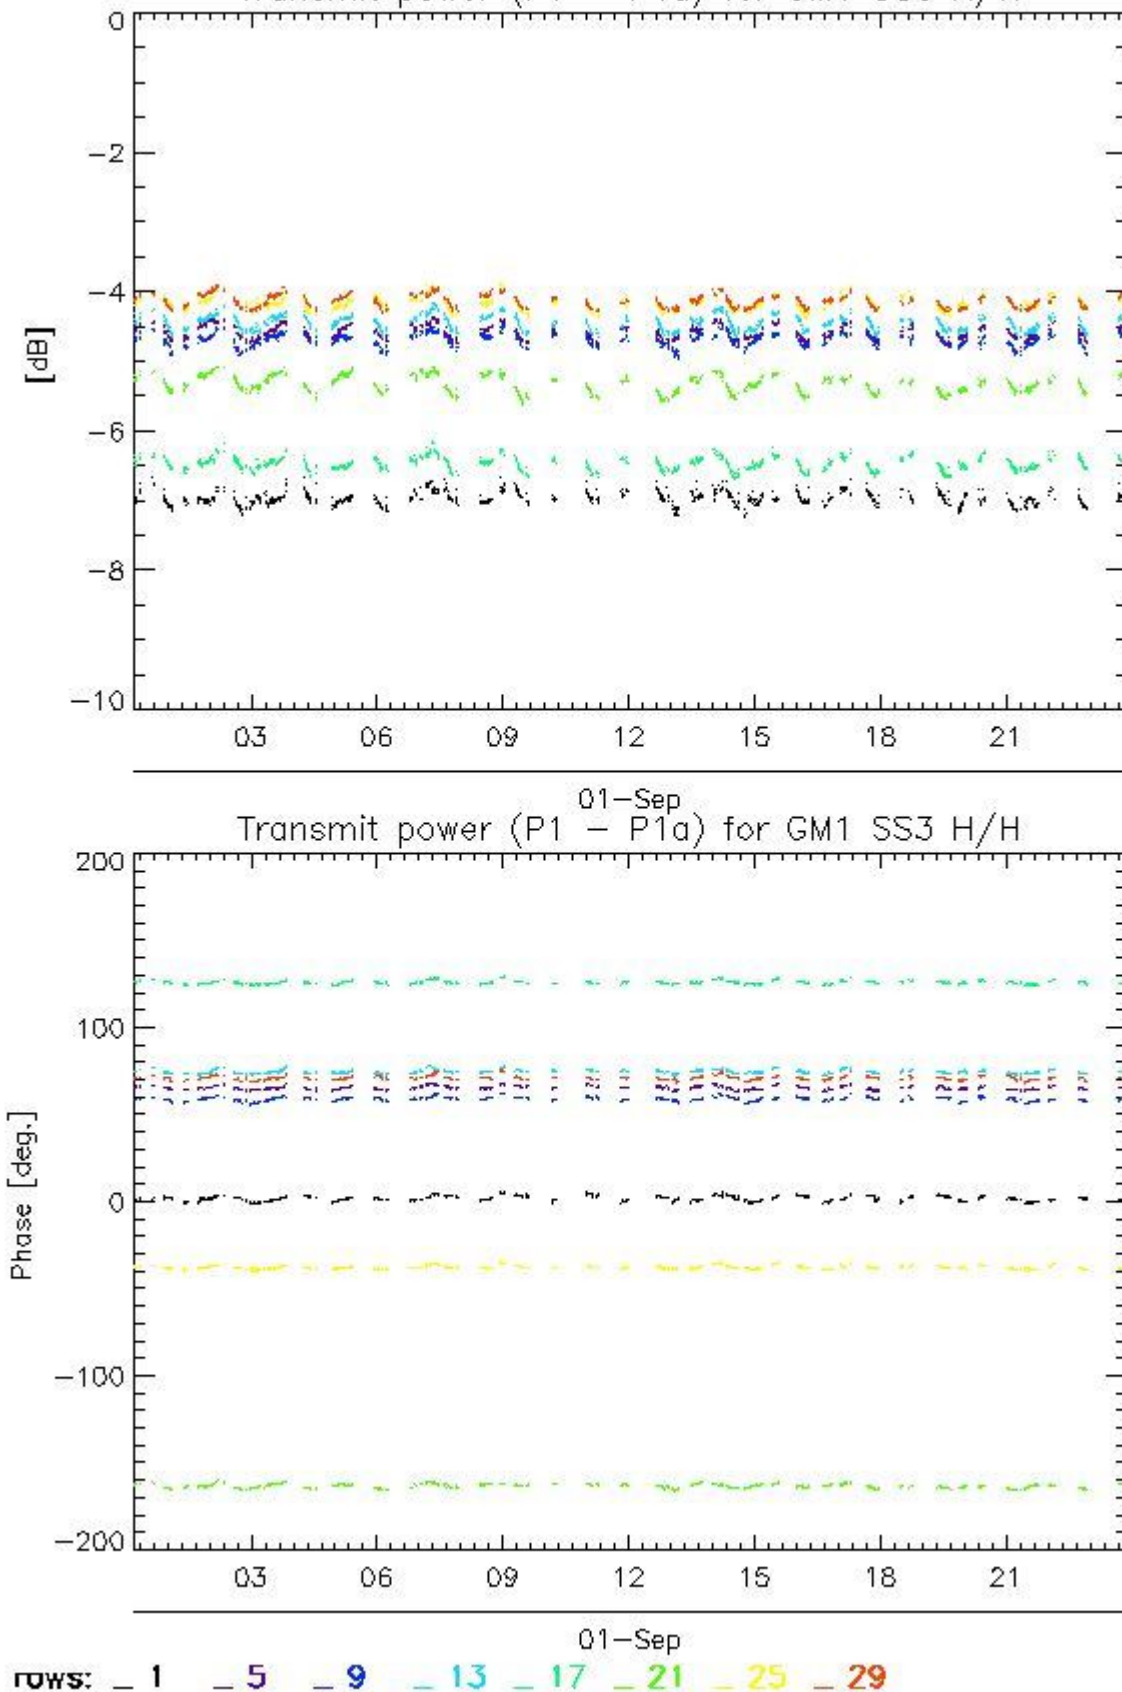 0
-2
-4
[dB]
-6
-8
-10
03 06 09 12 15 18 21
01-Sep
Transmit power (P1 - P1a) for GM1 SS3 H/H
200
100
Phase [deg.]
0
-100
-200
03 06 09 12 15 18 21
01-Sep
rows: _ 1 _ 5 _ 9 _ 13 _ 17 _ 21 _ 25 _ 29